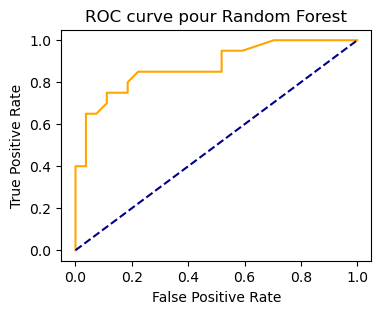 ROC curve pour Random Forest
True Positive Rate
1.0
0.8
0.6
0.4
0.2
0.0
0.0 0.2 0.4 0.6 0.8 1.0
False Positive Rate